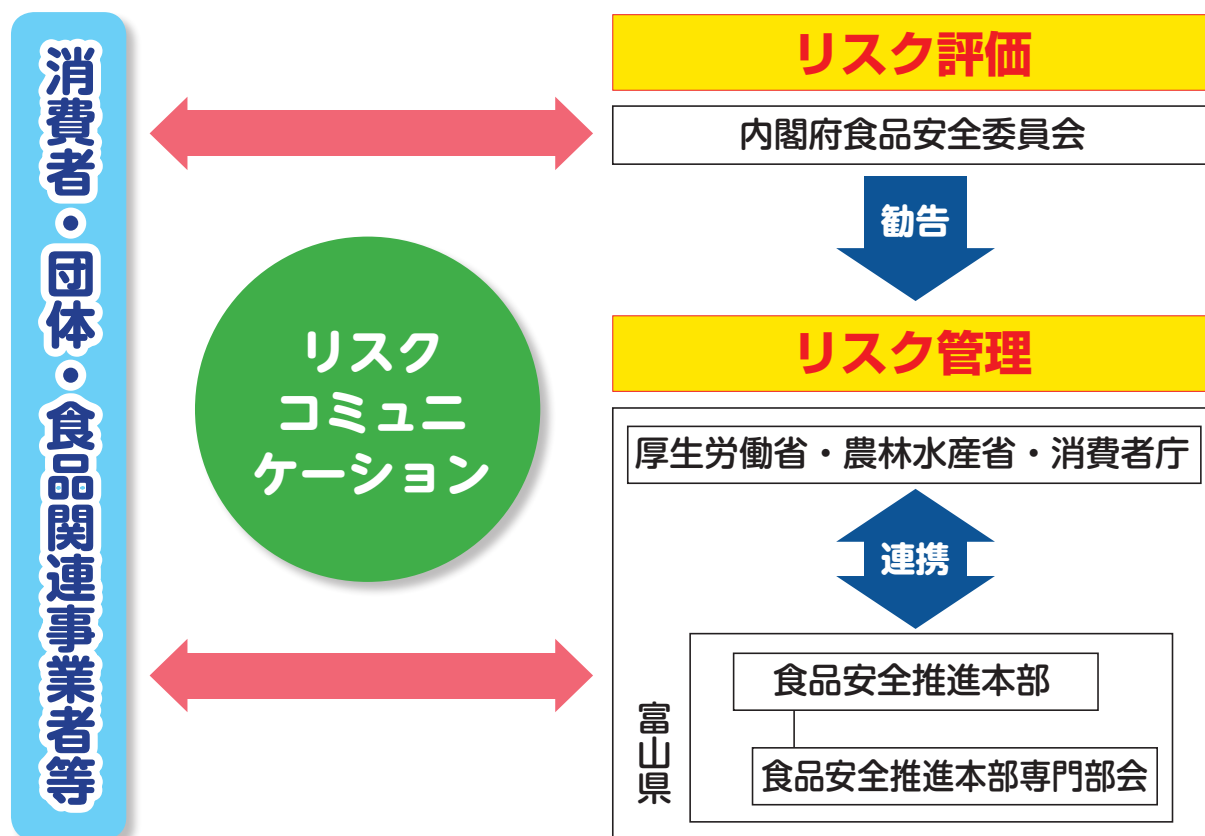 消費者・団体・食品関連事業者等
リスク評価
内閣府食品安全委員会
勧告
リスク
コミュニ
ケーション
リスク管理
厚生労働省・農林水産省・消費者庁
連携
富山県
食品安全推進本部
食品安全推進本部専門部会